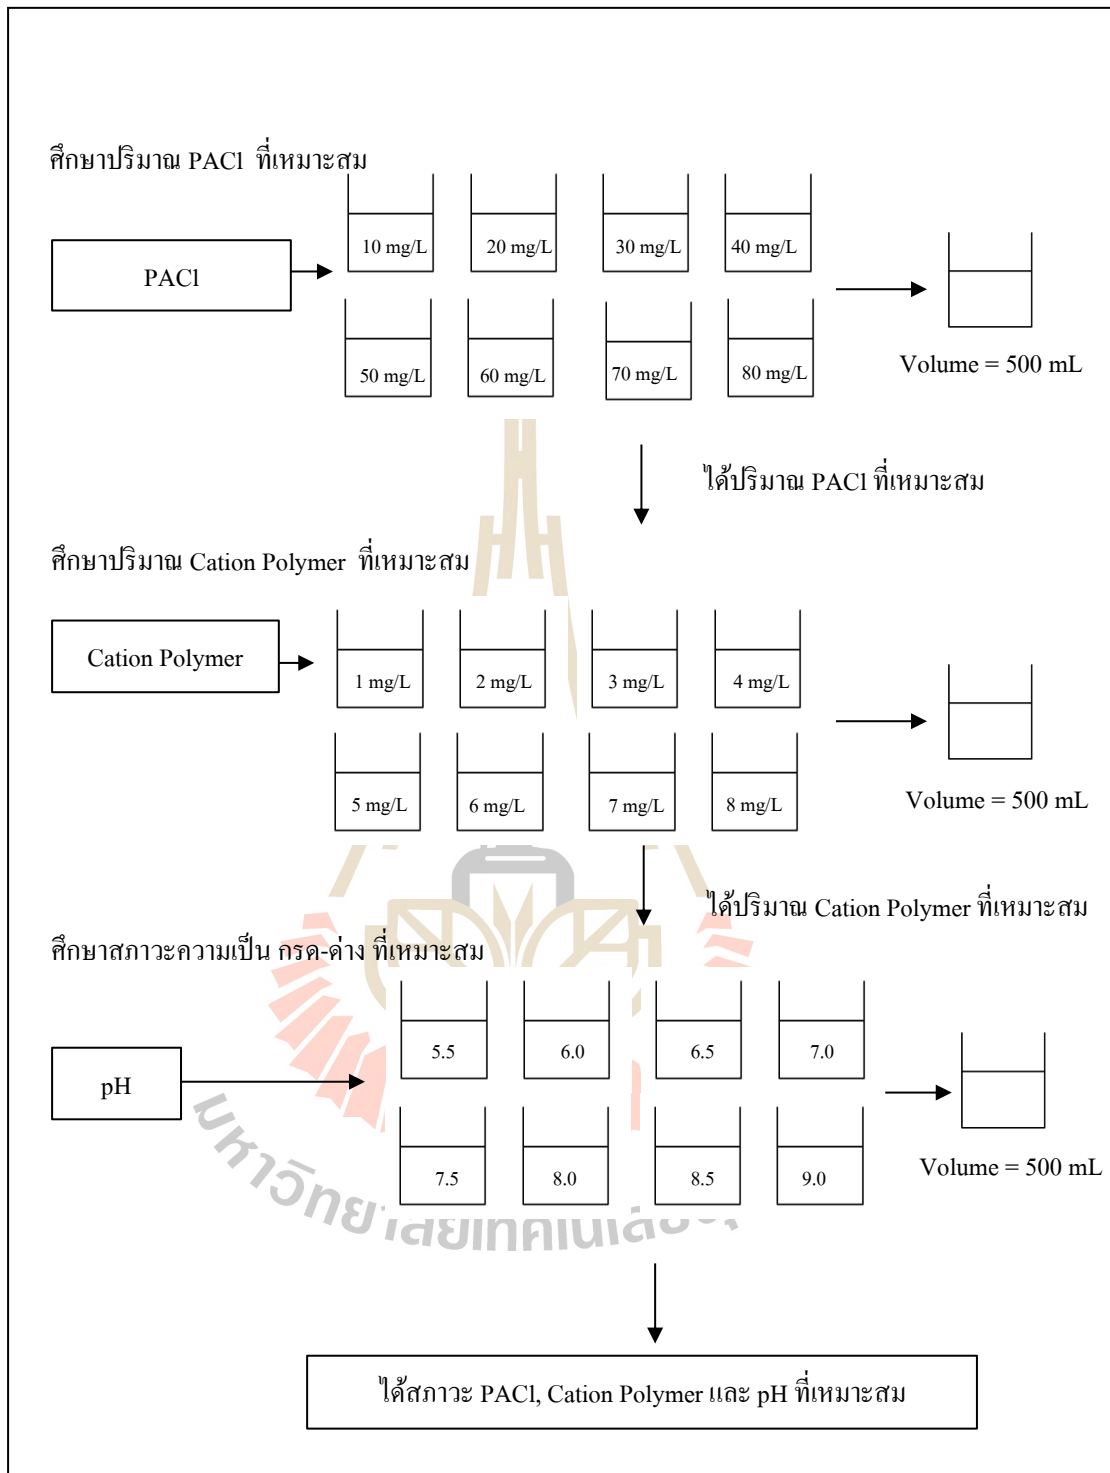 ศึกษาปริมาณ PACl ที่เหมาะสม
PACl
10 mg/L 20 mg/L 30 mg/L 40 mg/L
50 mg/L 60 mg/L 70 mg/L 80 mg/L
Volume = 500 mL
ได้ปริมาณ PACl ที่เหมาะสม
ศึกษาปริมาณ Cation Polymer ที่เหมาะสม
Cation Polymer
1 mg/L 2 mg/L 3 mg/L 4 mg/L
5 mg/L 6 mg/L 7 mg/L 8 mg/L
Volume = 500 mL
ได้ปริมาณ Cation Polymer ที่เหมาะสม
ศึกษาสภาวะความเป็น กรด-ด่าง ที่เหมาะสม
pH
5.5 6.0 6.5 7.0
7.5 8.0 8.5 9.0
Volume = 500 mL
ได้สภาวะ PACl, Cation Polymer และ pH ที่เหมาะสม